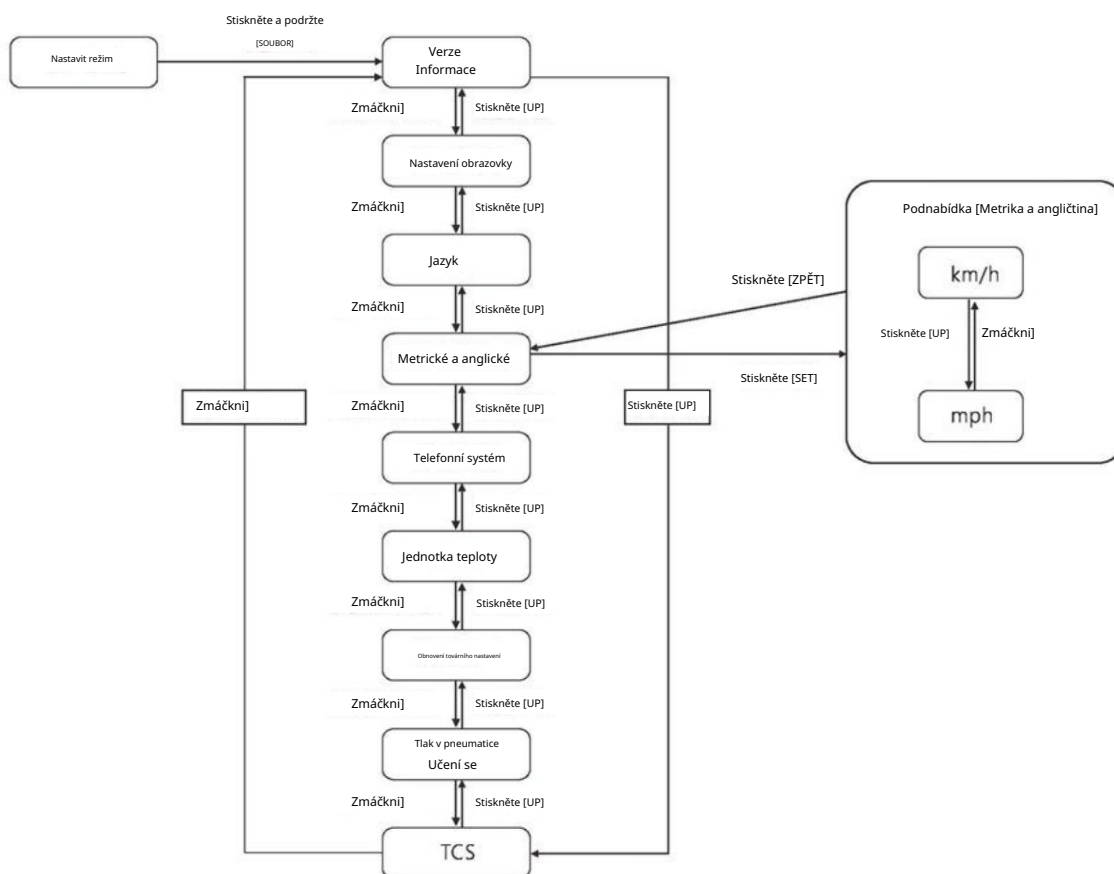 Stiskněte a podržte
[SOUBOR]
Nastavit režim
Verze
Informace
Zmáčkni]
Stiskněte [UP]
Nastavení obrazovky
Zmáčkni]
Stiskněte [UP]
Podnabídka [Metrika a angličtina]
Jazyk
km/h
Stiskněte [ZPĚT]
Zmáčkni]
Stiskněte [UP]
Stiskněte [UP]
Zmáčkni]
Metrické a anglické
Stiskněte [SET]
Zmáčkni]
Zmáčkni]
Stiskněte [UP]
Stiskněte [UP]
mph
Telefonní systém
Zmáčkni]
Stiskněte [UP]
Jednotka teploty
Zmáčkni]
Stiskněte [UP]
Obnovení továrního nastavení
Zmáčkni]
Stiskněte [UP]
Tlak v pneumatice
Učení se
Zmáčkni]
Stiskněte [UP]
TCS